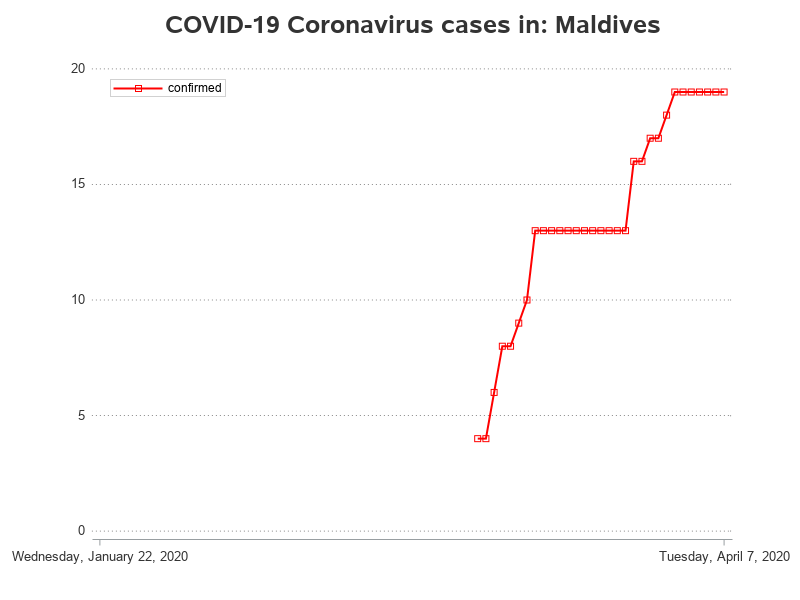 COVID-19 Coronavirus cases in: Maldives
20
confirmed
15
10
5
0
Wednesday, January 22, 2020
Tuesday, April 7, 2020